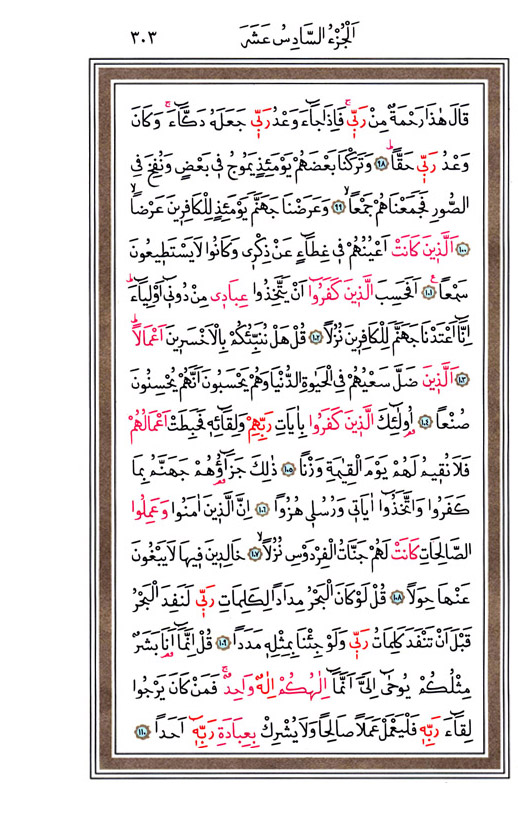 اَلْجُزْءُ السَّادِسُ عَشَرَ ٣٠٣
قَالَ هٰذَا رَحْمَةٌ مِنْ رَبّ۪يۚ فَاِذَا جَٓاءَ وَعْدُ رَبّ۪ي جَعَلَهُ دَكَّٓاءَۚ وَكَانَ
وَعْدُ رَبّ۪ي حَقًّاۜ ﴿٩٨﴾ وَتَرَكْنَا بَعْضَهُمْ يَوْمَئِذٍ يَمُوجُ ف۪ي بَعْضٍ وَنُفِخَ فِي
الصُّورِ فَجَمَعْنَاهُمْ جَمْعًاۙ ﴿٩٩﴾ وَعَرَضْنَا جَهَنَّمَ يَوْمَئِذٍ لِلْكَافِر۪ينَ عَرْضًاۙ
﴿١٠٠﴾ اَلَّذ۪ينَ كَانَتْ اَعْيُنُهُمْ ف۪ي غِطَٓاءٍ عَنْ ذِكْر۪ي وَكَانُوا لَا يَسْتَط۪يعُونَ
سَمْعًا۟ ﴿١٠١﴾ اَفَحَسِبَ الَّذ۪ينَ كَفَرُٓوا اَنْ يَتَّخِذُوا عِبَاد۪ي مِنْ دُون۪ٓي اَوْلِيَٓاءَۜ
اِنَّٓا اَعْتَدْنَا جَهَنَّمَ لِلْكَافِر۪ينَ نُزُلًا ﴿١٠٢﴾ قُلْ هَلْ نُنَبِّئُكُمْ بِالْاَخْسَر۪ينَ اَعْمَالًاۜ
﴿١٠٣﴾ اَلَّذ۪ينَ ضَلَّ سَعْيُهُمْ فِي الْحَيٰوةِ الدُّنْيَا وَهُمْ يَحْسَبُونَ اَنَّهُمْ يُحْسِنُونَ
صُنْعًا ﴿١٠٤﴾ اُو۬لٰٓئِكَ الَّذ۪ينَ كَفَرُوا بِاٰيَاتِ رَبِّهِمْ وَلِقَٓائِه۪ فَحَبِطَتْ اَعْمَالُهُمْ
فَلَا نُق۪يمُ لَهُمْ يَوْمَ الْقِيٰمَةِ وَزْنًا ﴿١٠٥﴾ ذٰلِكَ جَزَٓاؤُ۬هُمْ جَهَنَّمُ بِمَا
كَفَرُوا وَاتَّخَذُٓوا اٰيَات۪ي وَرُسُل۪ي هُزُوًا ﴿١٠٦﴾ اِنَّ الَّذ۪ينَ اٰمَنُوا وَعَمِلُوا
الصَّالِحَاتِ كَانَتْ لَهُمْ جَنَّاتُ الْفِرْدَوْسِ نُزُلًاۙ ﴿١٠٧﴾ خَالِد۪ينَ ف۪يهَا لَا يَبْغُونَ
عَنْهَا حِوَلًا ﴿١٠٨﴾ قُلْ لَوْ كَانَ الْبَحْرُ مِدَادًا لِكَلِمَاتِ رَبّ۪ي لَنَفِدَ الْبَحْرُ
قَبْلَ اَنْ تَنْفَدَ كَلِمَاتُ رَبّ۪ي وَلَوْ جِئْنَا بِمِثْلِه۪ مَدَدًا ﴿١٠٩﴾ قُلْ اِنَّمَٓا اَنَا۬ بَشَرٌ
مِثْلُكُمْ يُوحٰٓى اِلَيَّ اَنَّمَٓا اِلٰهُكُمْ اِلٰهٌ وَاحِدٌۚ فَمَنْ كَانَ يَرْجُوا
لِقَٓاءَ رَبِّه۪ فَلْيَعْمَلْ عَمَلًا صَالِحًا وَلَا يُشْرِكْ بِعِبَادَةِ رَبِّه۪ٓ اَحَدًا ﴿١١٠﴾